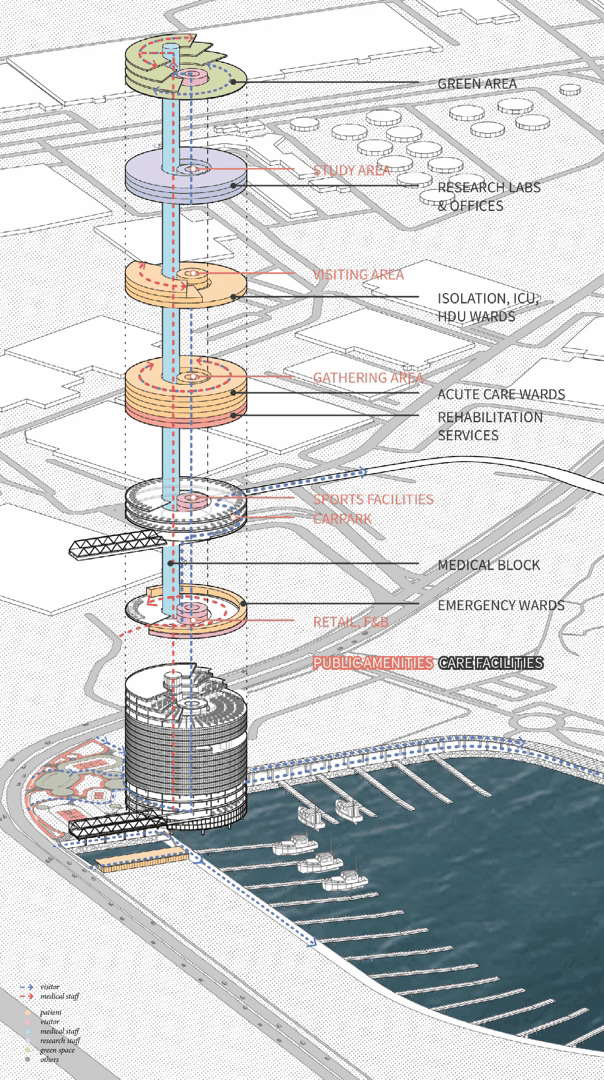 GREEN AREA
STUDY AREA
RESEARCH LABS
& OFFICES
VISITING AREA
ISOLATION, ICU,
HDU WARDS
GATHERING AREA
ACUTE CARE WARDS
REHABILITATION
SERVICES
SPORTS FACILITIES
CARPARK
MEDICAL BLOCK
EMERGENCY WARDS
RETAIL, F&B
PUBLIC AMENITIES CARE FACILITIES
visitor
medical staff
patient
visitor
medical staff
research staff
green space
others